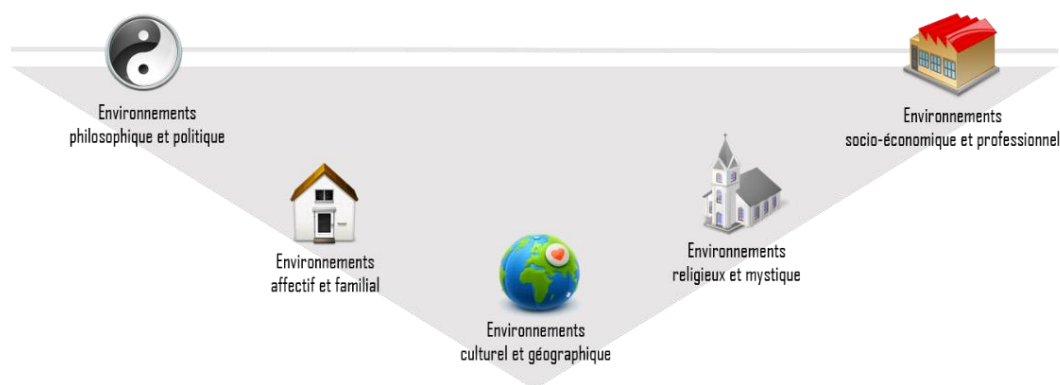 Environnements
philosophique et politique
Environnements
socio-économique et professionnel
Environnements
affectif et familial
Environnements
religieux et mystique
Environnements
culturel et géographique